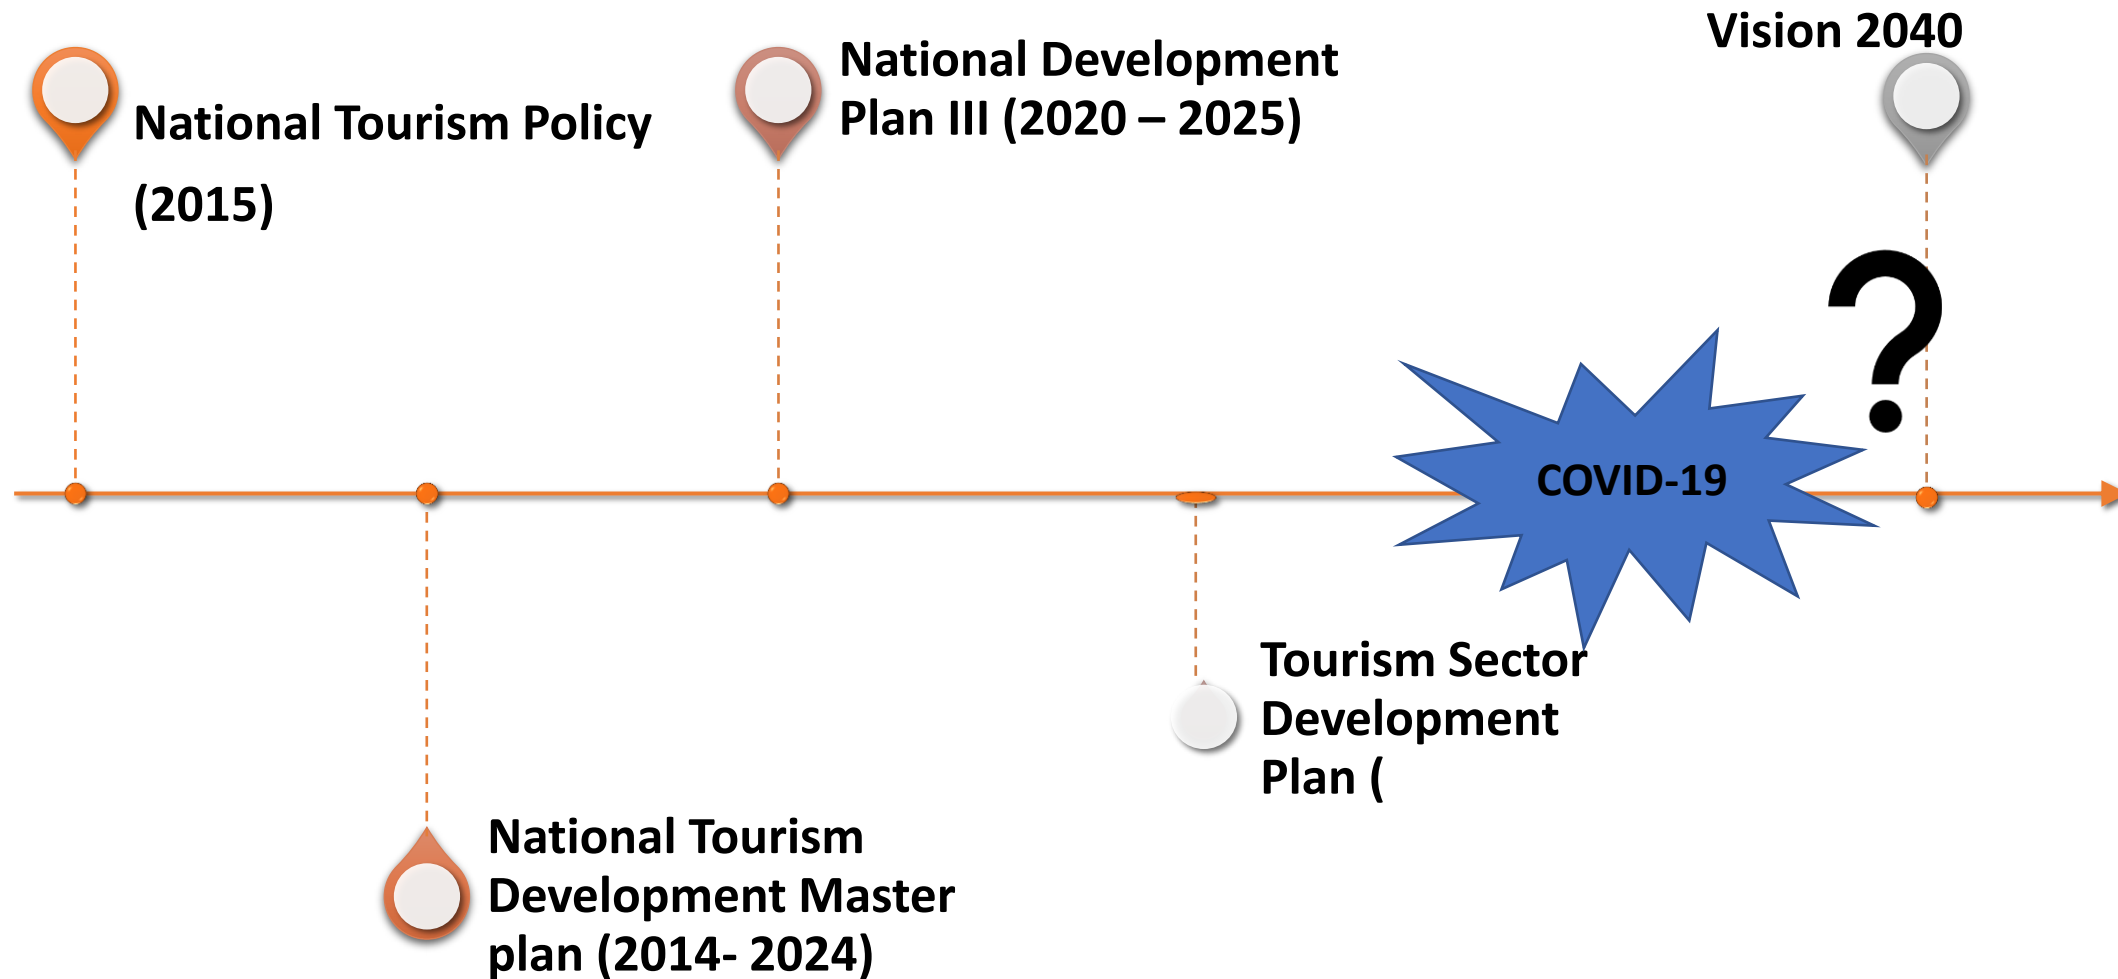 National Tourism Policy
(2015)
National Development
Plan III (2020 – 2025)
Vision 2040
?
COVID-19
Tourism Sector
Development
Plan (
National Tourism
Development Master
plan (2014- 2024)